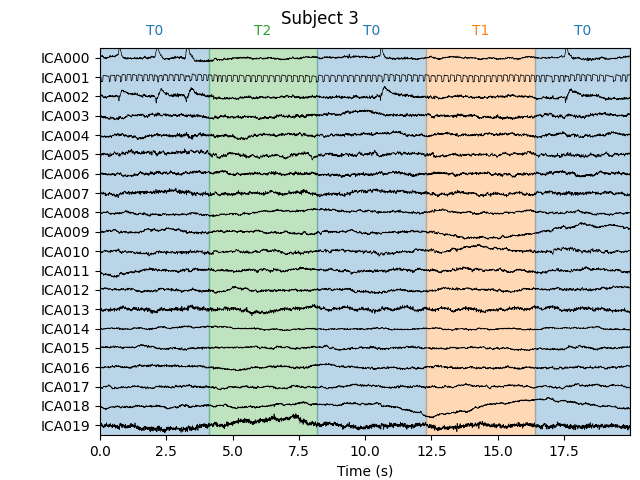 Subject 3
T0 T2 T0 T1 T0
ICA000
ICA001
ICA002
ICA003
ICA004
ICA005
ICA006
ICA007
ICA008
ICA009
ICA010
ICA011
ICA012
ICA013
ICA014
ICA015
ICA016
ICA017
ICA018
ICA019
0.0 2.5 5.0 7.5 10.0 12.5 15.0 17.5
Time (s)